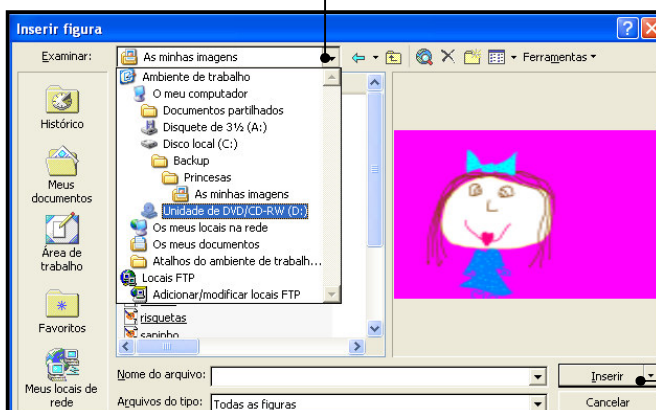 Inserir figura
Examinar: As minhas imagens Ferramentas
Ambiente de trabalho
O meu computador
Documentos partilhados
Disquete de 3½ (A:)
Disco local (C:)
Backup
Princesas
As minhas imagens
Unidade de DVD/CD-RW (D:)
Os meus locais na rede
Os meus documentos
Atalhos do ambiente de trabalh...
Locais FTP
Adicionar/modificar locais FTP
risquetas
sapinho
Histórico
Meus documentos
Área de trabalho
Favoritos
Meus locais de rede
Nome do arquivo: Inserir
Arquivos do tipo: Todas as figuras Cancelar